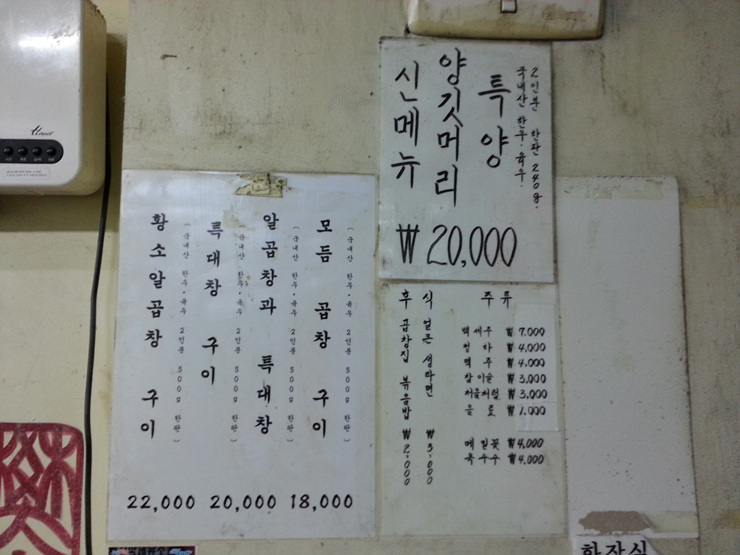 신메뉴
양깃머리
특양
국내산 한우·육우
2인분 한판 240g.
₩ 20,000
황소알곱창 구이
(국내산 한우·육우 2인분 500g 한판)
특대창 구이
(국내산 한우·육우 2인분 500g 한판)
알곱창과 특대창
(국내산 한우·육우 2인분 500g 한판)
모듬 곱창 구이
(국내산 한우·육우 2인분 500g 한판)
22,000 20,000 18,000
후식
곱창집 볶음밥 ₩2,000
얼큰 생라면 ₩3,000
주류
백세주 ₩7,000
₩4,000
맥주 ₩4,000
참이슬 ₩3,000
처음처럼 ₩3,000
음료 ₩1,000
메밀꽃 ₩4,000
옥수수 ₩4,000
화장실